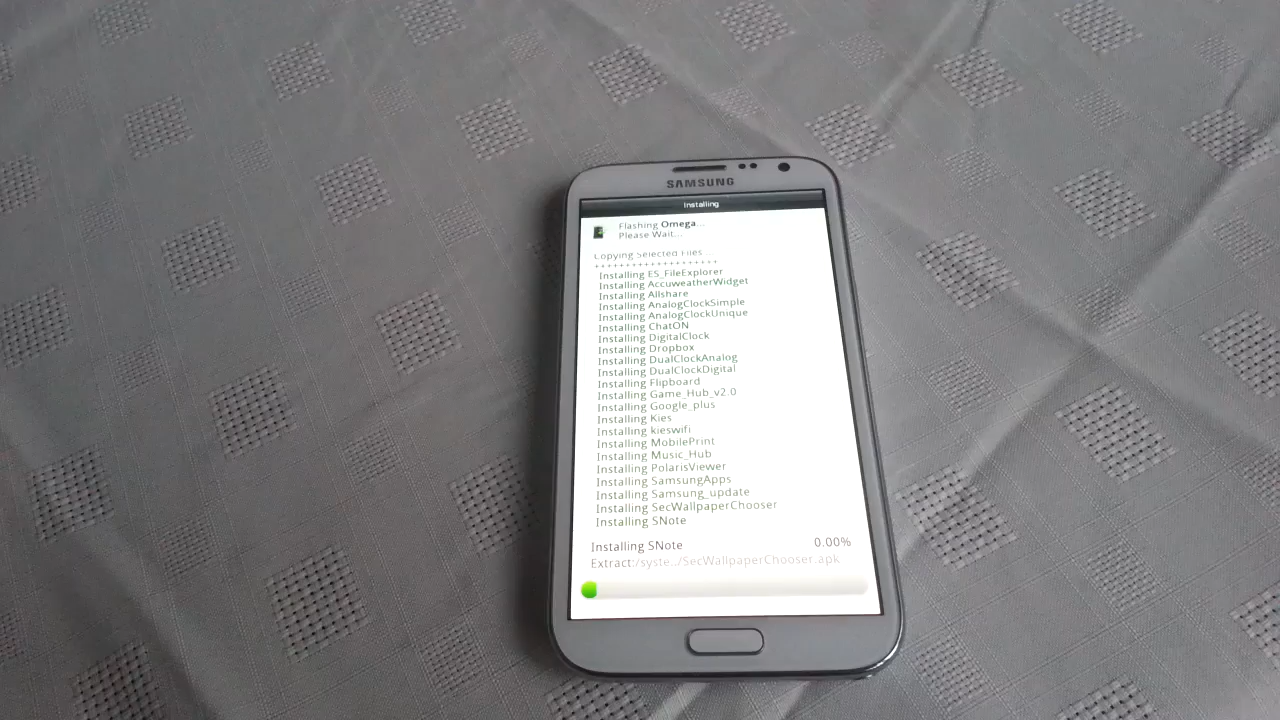 SAMSUNG
Installing
Flashing Omega...
Please Wait...
Copying Selected Files...
++++++++++++++++++++
Installing ES_FileExplorer
Installing AccuweatherWidget
Installing Allshare
Installing AnalogClockSimple
Installing AnalogClockUnique
Installing ChatON
Installing DigitalClock
Installing Dropbox
Installing DualClockAnalog
Installing DualClockDigital
Installing Flipboard
Installing Game_Hub_v2.0
Installing Google_plus
Installing Kies
Installing kieswifi
Installing MobilePrint
Installing Music_Hub
Installing PolarisViewer
Installing SamsungApps
Installing Samsung_update
Installing SecWallpaperChooser
Installing SNote
Installing SNote 0.00%
Extract:/syste../SecWallpaperChooser.apk